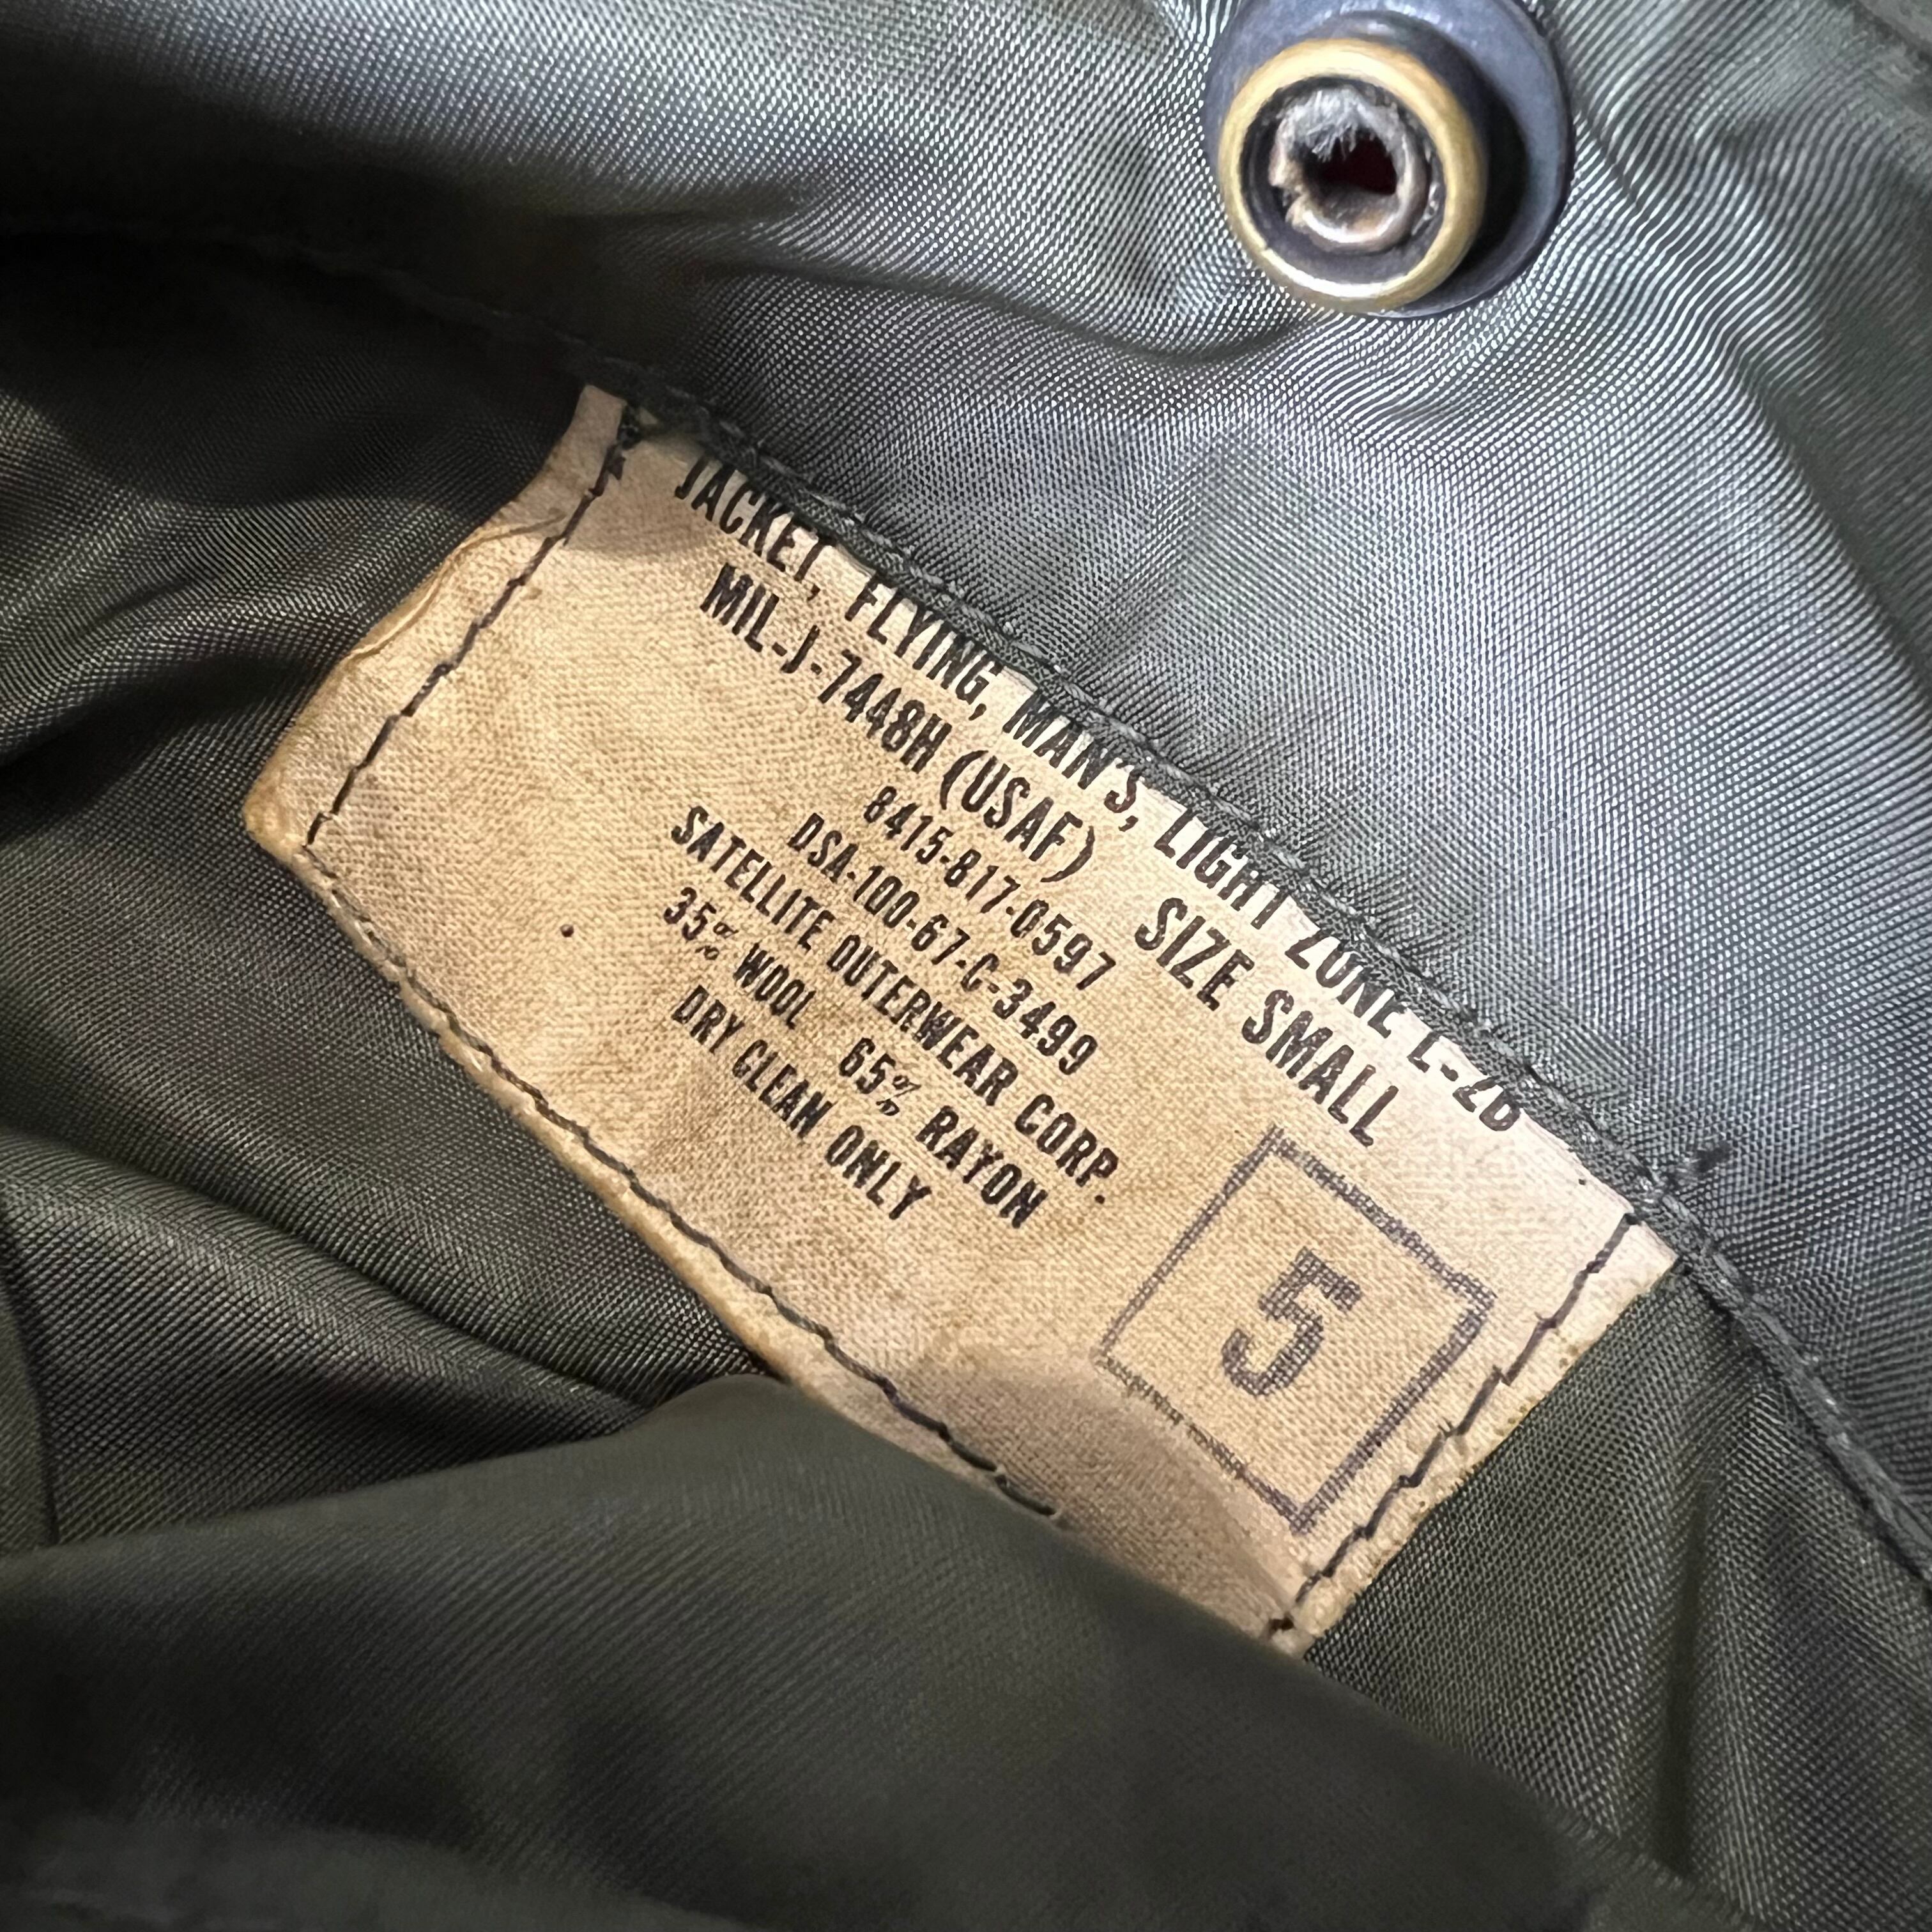 JACKET, FLYING, MAN'S, LIGHT ZONE L-2B
MIL-J-7448H (USAF) SIZE SMALL
8415-817-0597
DSA-100-67-C-3499
SATELLITE OUTERWEAR CORP.
35% WOOL 65% RAYON
DRY CLEAN ONLY
5